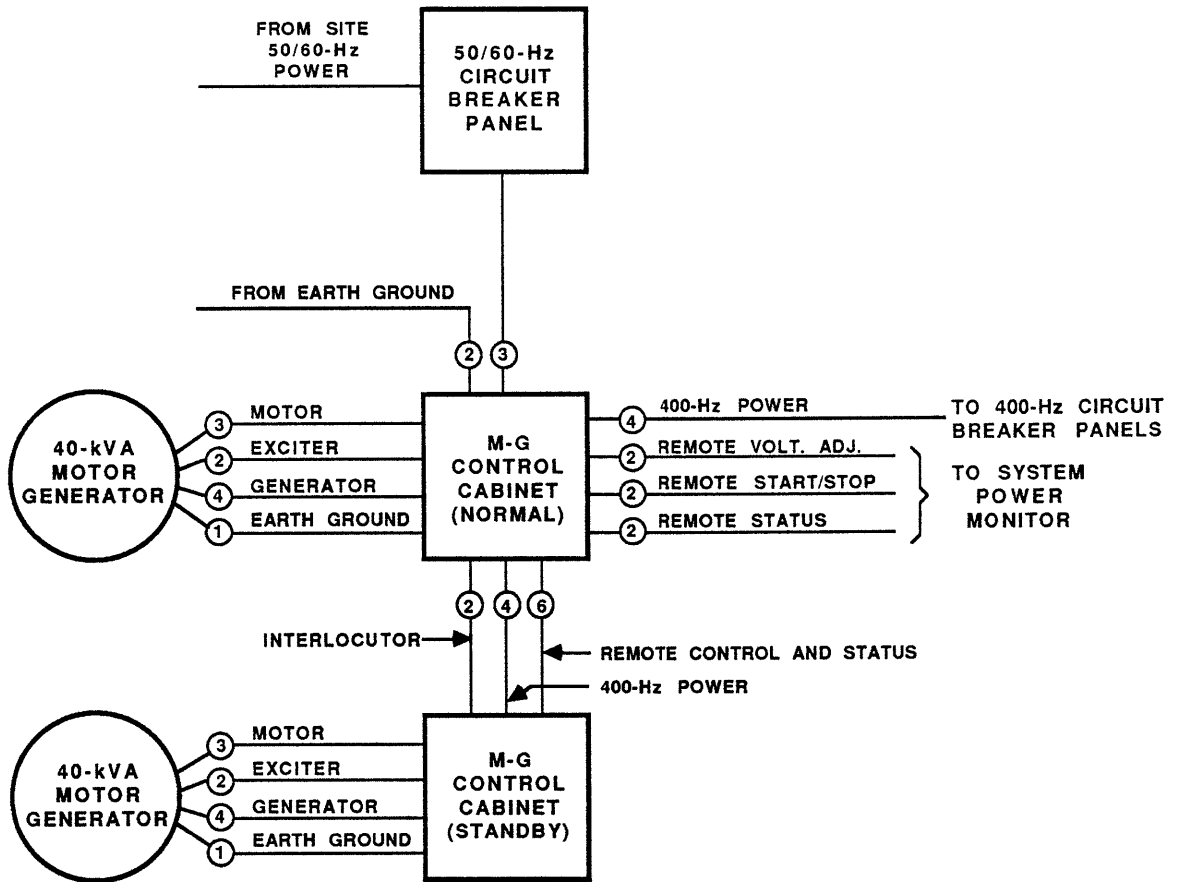 FROM SITE
50/60-Hz
POWER
50/60-Hz
CIRCUIT
BREAKER
PANEL
FROM EARTH GROUND
2
3
40-kVA
MOTOR
GENERATOR
3
MOTOR
2
EXCITER
4
GENERATOR
1
EARTH GROUND
M-G
CONTROL
CABINET
(NORMAL)
4
400-Hz POWER
2
REMOTE VOLT. ADJ.
2
REMOTE START/STOP
2
REMOTE STATUS
TO 400-Hz CIRCUIT
BREAKER PANELS
TO SYSTEM
POWER
MONITOR
2
4
6
INTERLOCUTOR
REMOTE CONTROL AND STATUS
400-Hz POWER
40-kVA
MOTOR
GENERATOR
3
MOTOR
2
EXCITER
4
GENERATOR
1
EARTH GROUND
M-G
CONTROL
CABINET
(STANDBY)